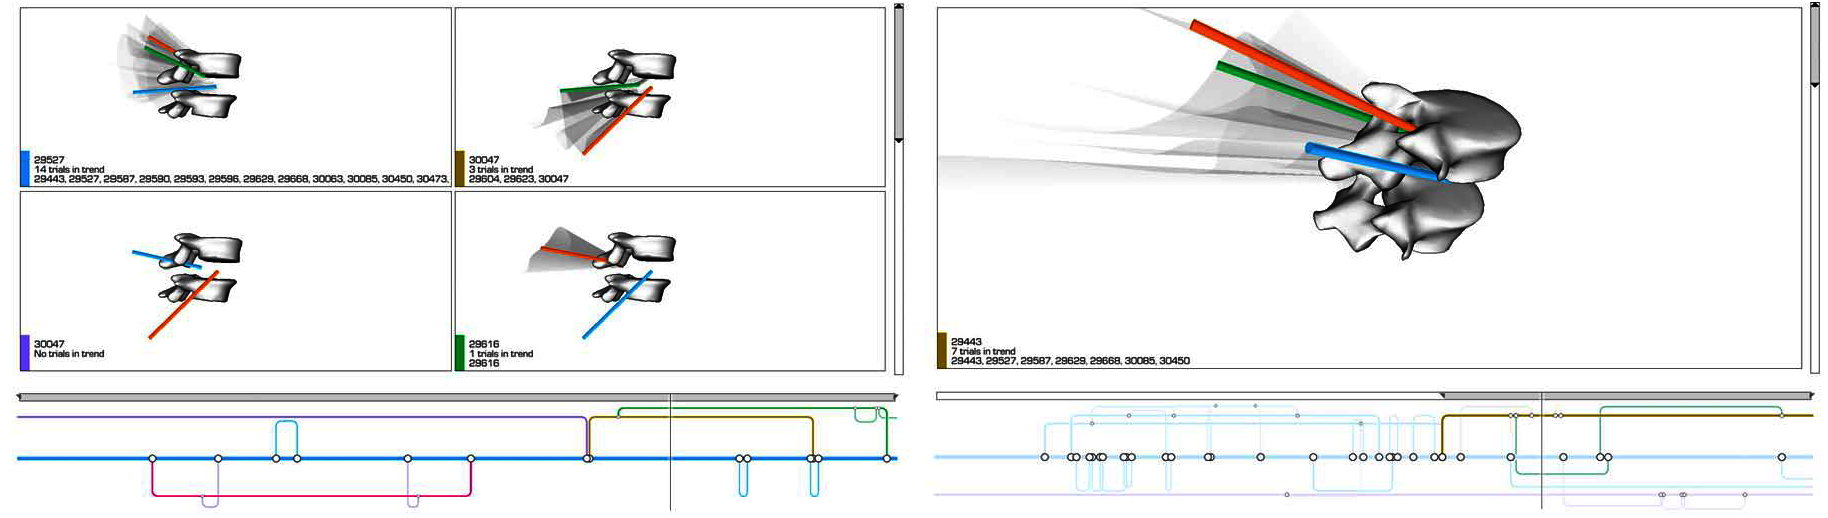 29527
14 trials in trend
29443, 29527, 29587, 29590, 29593, 29596, 29629, 29668, 30063, 30085, 30450, 30473,
30047
3 trials in trend
29604, 29623, 30047
30047
No trials in trend
29616
1 trials in trend
29616
29443
7 trials in trend
29443, 29527, 29587, 29629, 29668, 30085, 30450